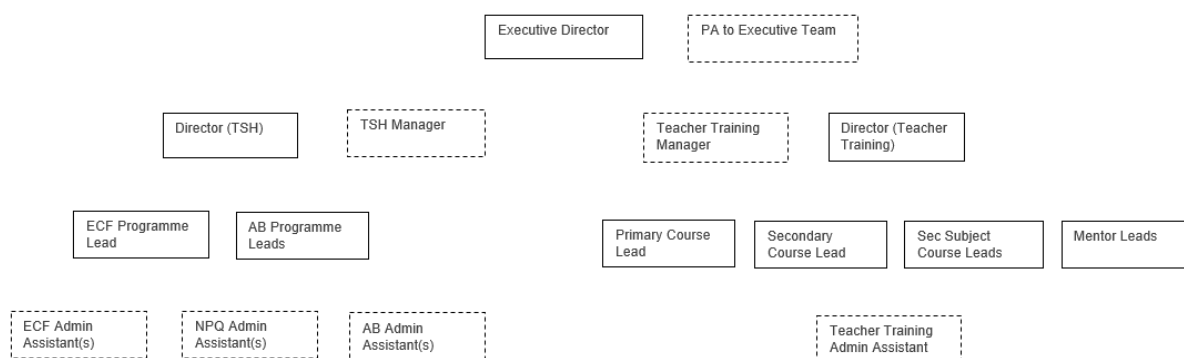 Executive Director
PA to Executive Team
Director (TSH)
TSH Manager
Teacher Training
Manager
Director (Teacher
Training)
ECF Programme
Lead
AB Programme
Leads
Primary Course
Lead
Secondary
Course Lead
Sec Subject
Course Leads
Mentor Leads
ECF Admin
Assistant(s)
NPQ Admin
Assistant(s)
AB Admin
Assistant(s)
Teacher Training
Admin Assistant